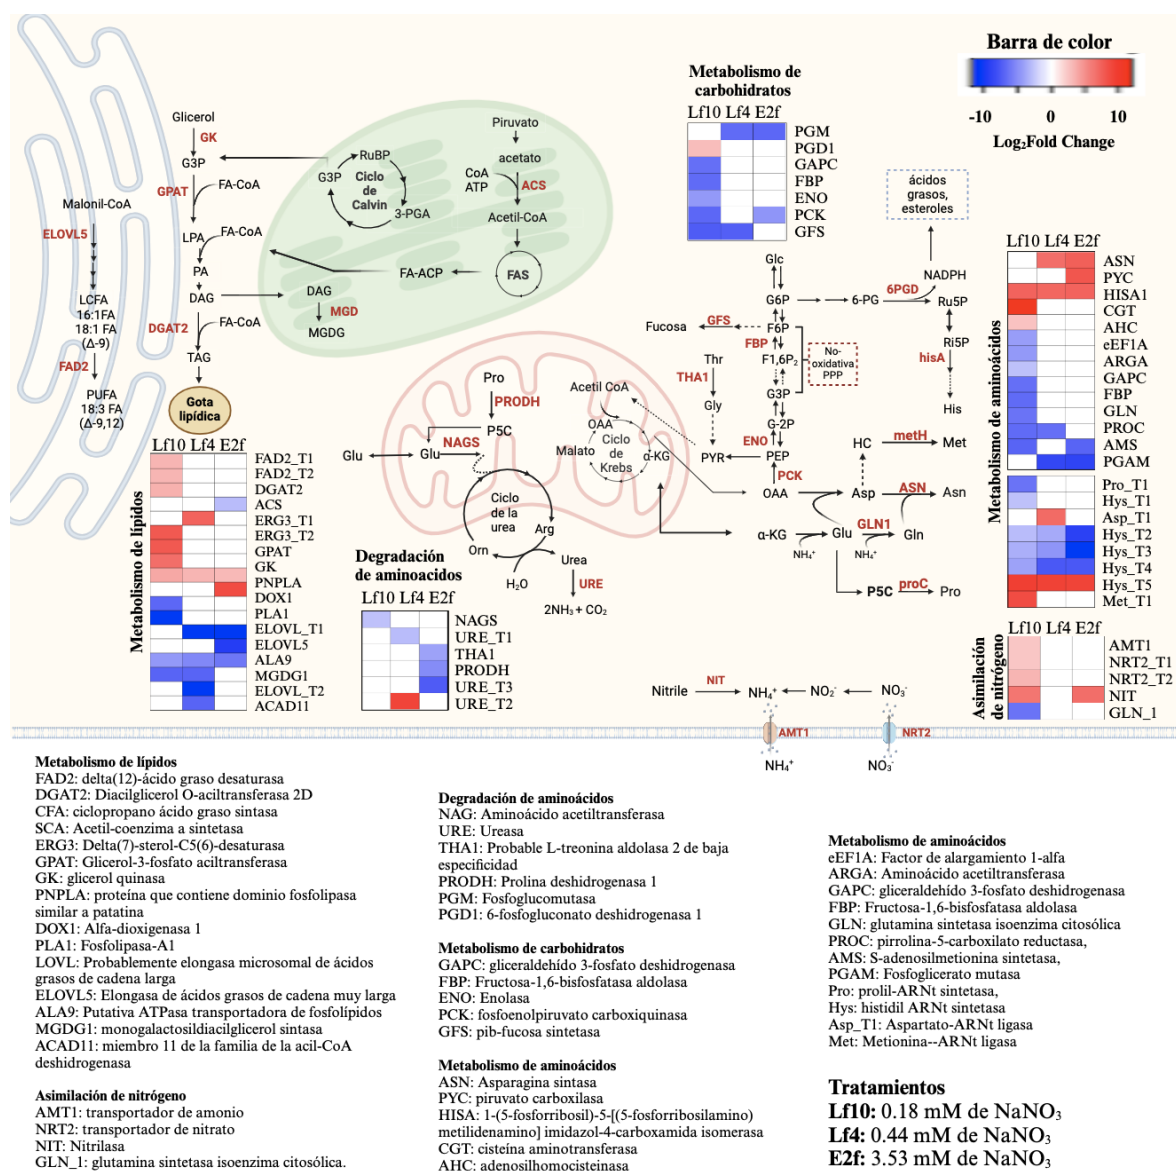 Barra de color
-10
0
10
Log₂Fold Change
Metabolismo de
carbohidratos
Lf10 Lf4 E2f
PGM
PGD1
GAPC
FBP
ENO
PCK
GFS
Glicerol
GK
G3P
GPAT
FA-CoA
Malonil-CoA
ELOVL5
LPA
FA-CoA
PA
DAG
LCFA
16:1FA
18:1 FA
(Δ-9)
DGAT2
FA-CoA
FAD2
TAG
PUFA
18:3 FA
(Δ-9,12)
Gota
lipídica
RuBP
G3P
Ciclo
de
Calvin
3-PGA
Piruvato
acetato
CoA
ATP
ACS
Acetil-CoA
FAS
FA-ACP
DAG
MGD
MGDG
ácidos
grasos,
esteroles
NADPH
Glc
G6P
6-PG
6PGD
Ru5P
Fucosa
GFS
F6P
FBP
F1,6P₂
No-
oxidativa
PPP
Ri5P
hisA
His
Thr
THA1
Gly
G3P
G-2P
ENO
PYR
PEP
PCK
OAA
Acetil CoA
OAA
Ciclo
de
Krebs
Malato
α-KG
Pro
PRODH
P5C
Glu
Glu
NAGS
Ciclo
de la
urea
Arg
Orn
H₂O
Urea
URE
2NH₃ + CO₂
HC
metH
Met
Asp
ASN
Asn
α-KG
NH₄⁺
Glu
GLN1
NH₄⁺
Gln
P5C
proC
Pro
Metabolismo de aminoácidos
Lf10 Lf4 E2f
ASN
PYC
HISA1
CGT
AHC
eEF1A
ARGA
GAPC
FBP
GLN
PROC
AMS
PGAM
Pro_T1
Hys_T1
Asp_T1
Hys_T2
Hys_T3
Hys_T4
Hys_T5
Met_T1
Metabolismo de lípidos
Lf10 Lf4 E2f
FAD2_T1
FAD2_T2
DGAT2
ACS
ERG3_T1
ERG3_T2
GPAT
GK
PNPLA
DOX1
PLA1
ELOVL_T1
ELOVL5
ALA9
MGDG1
ELOVL_T2
ACAD11
Degradación
de aminoacidos
Lf10 Lf4 E2f
NAGS
URE_T1
THA1
PRODH
URE_T3
URE_T2
Asimilación
de nitrógeno
Lf10 Lf4 E2f
AMT1
NRT2_T1
NRT2_T2
NIT
GLN_1
Nitrile
NIT
NH₄⁺
NO₂⁻
NO₃⁻
AMT1
NRT2
NH₄⁺
NO₃⁻
Metabolismo de lípidos
FAD2: delta(12)-ácido graso desaturasa
DGAT2: Diacilglicerol O-aciltransferasa 2D
CFA: ciclopropano ácido graso sintasa
SCA: Acetil-coenzima a sintetasa
ERG3: Delta(7)-sterol-C5(6)-desaturasa
GPAT: Glicerol-3-fosfato aciltransferasa
GK: glicerol quinasa
PNPLA: proteína que contiene dominio fosfolipasa
similar a patatina
DOX1: Alfa-dioxigenasa 1
PLA1: Fosfolipasa-A1
LOVL: Probablemente elongasa microsomal de ácidos
grasos de cadena larga
ELOVL5: Elongasa de ácidos grasos de cadena muy larga
ALA9: Putativa ATPasa transportadora de fosfolípidos
MGDG1: monogalactosildiacilglicerol sintasa
ACAD11: miembro 11 de la familia de la acil-CoA
deshidrogenasa
Asimilación de nitrógeno
AMT1: transportador de amonio
NRT2: transportador de nitrato
NIT: Nitrilasa
GLN_1: glutamina sintetasa isoenzima citosólica.
Degradación de aminoácidos
NAG: Aminoácido acetiltransferasa
URE: Ureasa
THA1: Probable L-treonina aldolasa 2 de baja
especificidad
PRODH: Prolina deshidrogenasa 1
PGM: Fosfoglucomutasa
PGD1: 6-fosfogluconato deshidrogenasa 1
Metabolismo de carbohidratos
GAPC: gliceraldehído 3-fosfato deshidrogenasa
FBP: Fructosa-1,6-bisfosfatasa aldolasa
ENO: Enolasa
PCK: fosfoenolpiruvato carboxiquinasa
GFS: pib-fucosa sintetasa
Metabolismo de aminoácidos
ASN: Asparagina sintasa
PYC: piruvato carboxilasa
HISA: 1-(5-fosforribosil)-5-[(5-fosforribosilamino)
metilidenamino] imidazol-4-carboxamida isomerasa
CGT: cisteína aminotransferasa
AHC: adenosilhomocisteinasa
Metabolismo de aminoácidos
eEF1A: Factor de alargamiento 1-alfa
ARGA: Aminoácido acetiltransferasa
GAPC: gliceraldehído 3-fosfato deshidrogenasa
FBP: Fructosa-1,6-bisfosfatasa aldolasa
GLN: glutamina sintetasa isoenzima citosólica
PROC: pirrolina-5-carboxilato reductasa,
AMS: S-adenosilmetionina sintetasa,
PGAM: Fosfoglicerato mutasa
Pro: prolil-ARNt sintetasa,
Hys: histidil ARNt sintetasa
Asp_T1: Aspartato-ARNt ligasa
Met: Metionina--ARNt ligasa
Tratamientos
Lf10: 0.18 mM de NaNO₃
Lf4: 0.44 mM de NaNO₃
E2f: 3.53 mM de NaNO₃